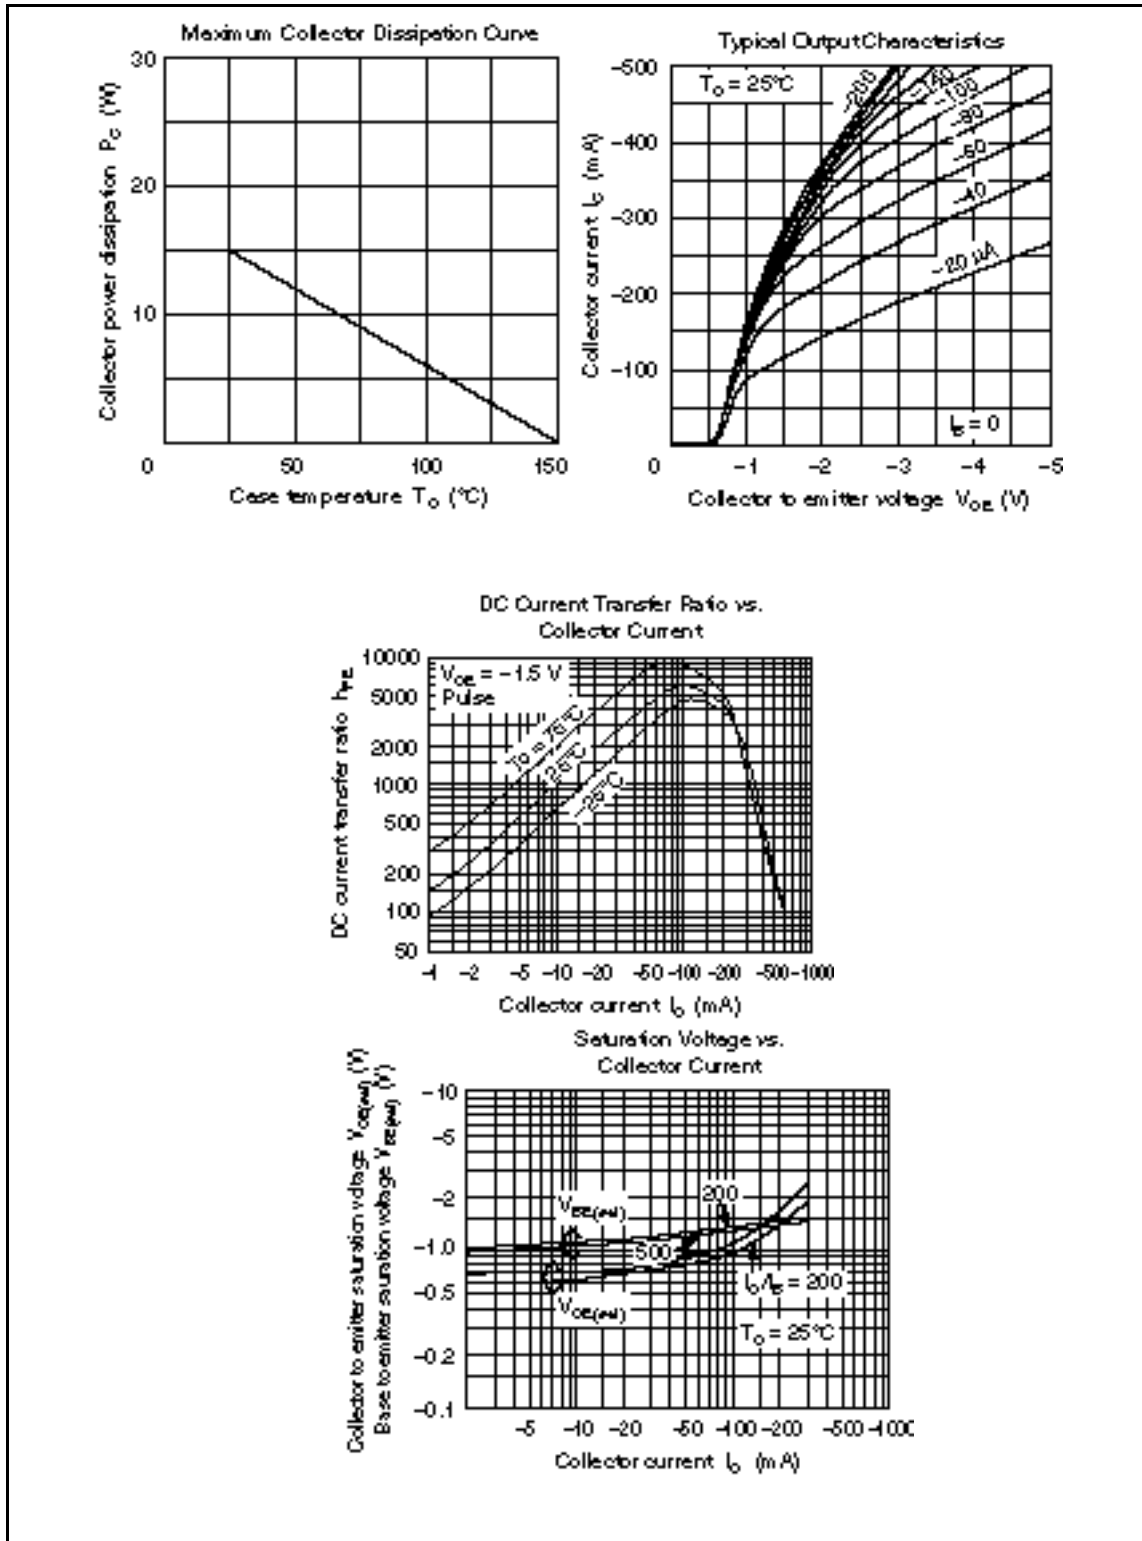 Maximum Collector Dissipation Curve
Collector power dissipation P_C (W)
30
20
10
0
50
100
150
Case temperature T_C (°C)
Typical Output Characteristics
Collector current I_C (mA)
–500
–400
–300
–200
–100
0
–1
–2
–3
–4
–5
T_C = 25°C
–200
–100
–80
–60
–40
–20 μA
I_B = 0
Collector to emitter voltage V_CE (V)
DC Current Transfer Ratio vs.
Collector Current
DC current transfer ratio h_FE
10000
5000
2000
1000
500
200
100
50
V_CE = –1.5 V
Pulse
Tc = 75°C
25°C
–25°C
–1
–2
–5
–10
–20
–50
–100
–200
–500
–1000
Collector current I_C (mA)
Saturation Voltage vs.
Collector Current
Collector to emitter saturation voltage V_CE(sat) (V)
Base to emitter saturation voltage V_BE(sat) (V)
–10
–5
–2
–1.0
–0.5
–0.2
–0.1
V_BE(sat)
200
500
I_C/I_B = 200
V_CE(sat)
T_C = 25°C
–5
–10
–20
–50
–100
–200
–500
–1000
Collector current I_C (mA)